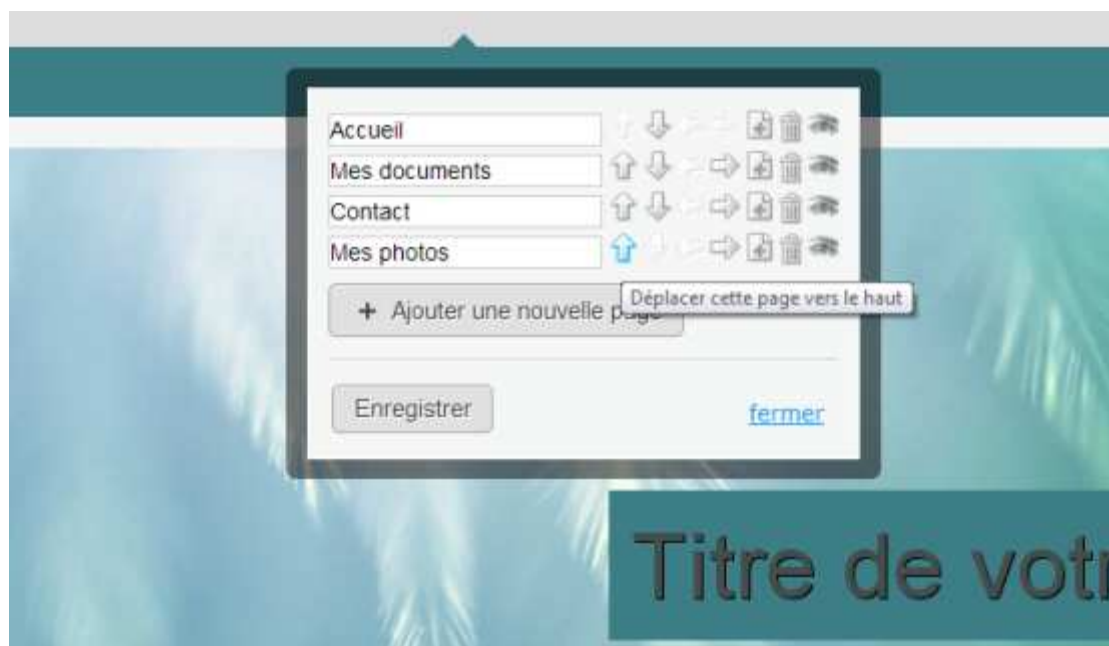 Accueil
Mes documents
Contact
Mes photos
Déplacer cette page vers le haut
+ Ajouter une nouvelle page
Enregistrer
fermer
Titre de votr